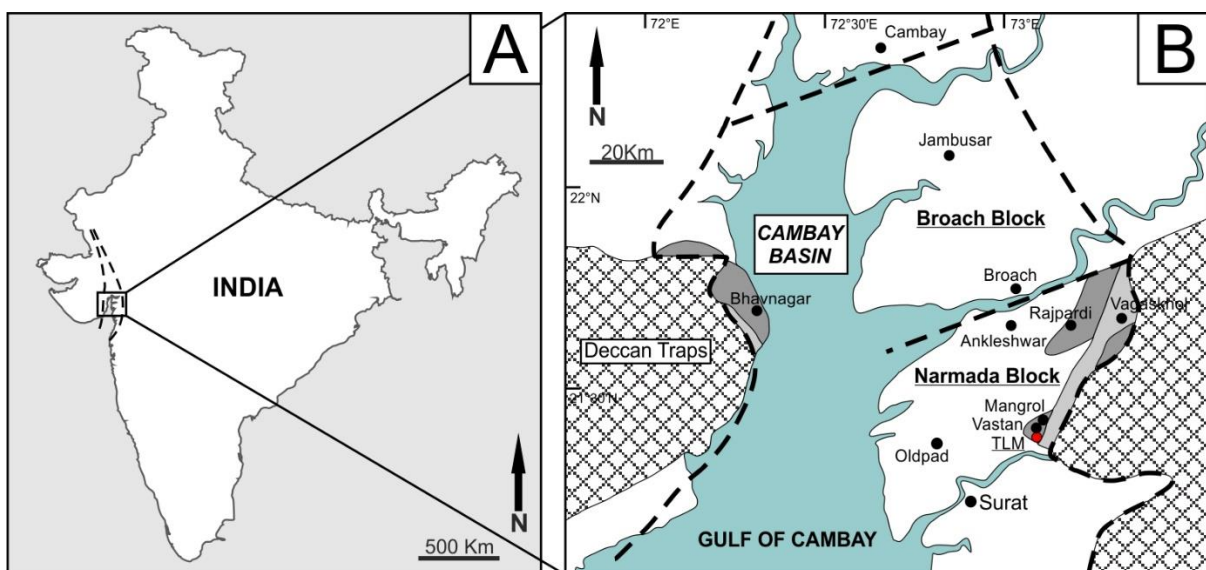 A
INDIA
N
500 Km
B
72°E
72°30'E
73°E
Cambay
N
20Km
Jambusar
22°N
Broach Block
CAMBAY
BASIN
Broach
Bhavnagar
Rajpardi
Vagaskhol
Ankleshwar
Deccan Traps
Narmada Block
21°30'N
Mangrol
Vastan
TLM
Oldpad
Surat
GULF OF CAMBAY